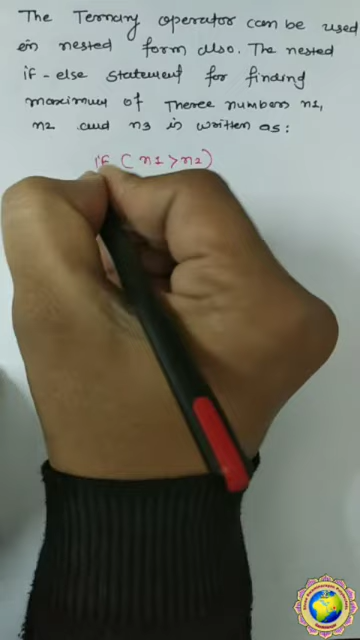 The Ternary operator can be used
in nested form also. The nested
if-else statement for finding
maximum of Theree numbers n1,
n2 and n3 is written as:
if ( n1 > n2)